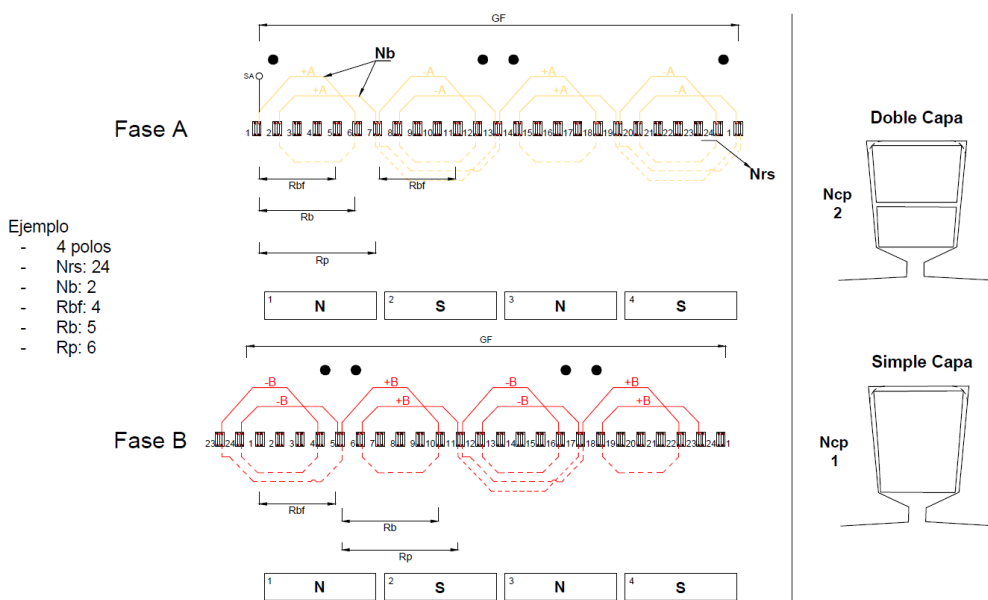 GF
Nb
SA
+A -A +A -A
+A -A +A -A
Fase A
1 2 3 4 5 6 7 8 9 10 11 12 13 14 15 16 17 18 19 20 21 22 23 24 1
Rbf Rbf Nrs
Rb
Rp
1 N 2 S 3 N 4 S
Ejemplo
- 4 polos
- Nrs: 24
- Nb: 2
- Rbf: 4
- Rb: 5
- Rp: 6
GF
-B +B -B +B
-B +B -B +B
Fase B
23 24 1 2 3 4 5 6 7 8 9 10 11 12 13 14 15 16 17 18 19 20 21 22 23 24 1
Rbf
Rb
Rp
1 N 2 S 3 N 4 S
Doble Capa
Ncp
2
Simple Capa
Ncp
1